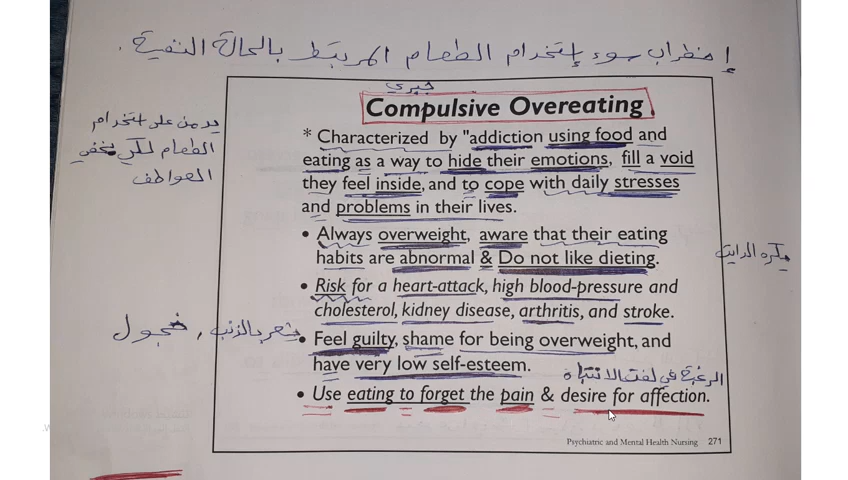 إضطراب سوء إستخدام الطعام المرتبط بالحالة النفسية.
جبري
Compulsive Overeating
* Characterized by "addiction using food and
eating as a way to hide their emotions, fill a void
they feel inside, and to cope with daily stresses
and problems in their lives.
يدمن على استخدام
الطعام لكي يخفي
العواطف
• Always overweight, aware that their eating
habits are abnormal & Do not like dieting.
يكره الدايت
• Risk for a heart-attack, high blood-pressure and
cholesterol, kidney disease, arthritis, and stroke.
• Feel guilty, shame for being overweight, and
have very low self-esteem.
يشعر بالذنب, خجول
الرغبة في لفت الانتباه
• Use eating to forget the pain & desire for affection.
Psychiatric and Mental Health Nursing 271